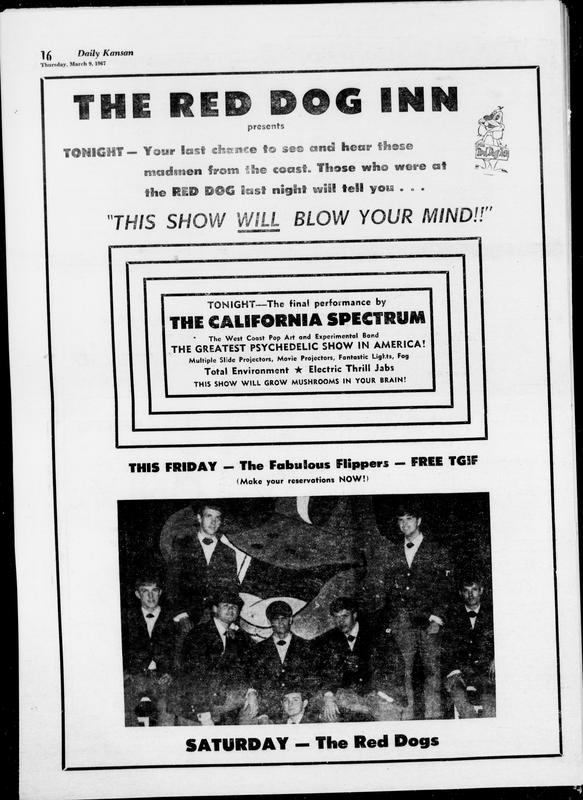 16 Daily Kansan
Thursday, March 9, 1967
THE RED DOG INN
presents
TONIGHT — Your last chance to see and hear these
madmen from the coast. Those who were at
the RED DOG last night will tell you . . .
"THIS SHOW WILL BLOW YOUR MIND!!"
TONIGHT—The final performance by
THE CALIFORNIA SPECTRUM
The West Coast Pop Art and Experimental Band
THE GREATEST PSYCHEDELIC SHOW IN AMERICA!
Multiple Slide Projectors, Movie Projectors, Fantastic Lights, Fog
Total Environment ★ Electric Thrill Jabs
THIS SHOW WILL GROW MUSHROOMS IN YOUR BRAIN!
THIS FRIDAY — The Fabulous Flippers — FREE TGIF
(Make your reservations NOW!)
SATURDAY — The Red Dogs